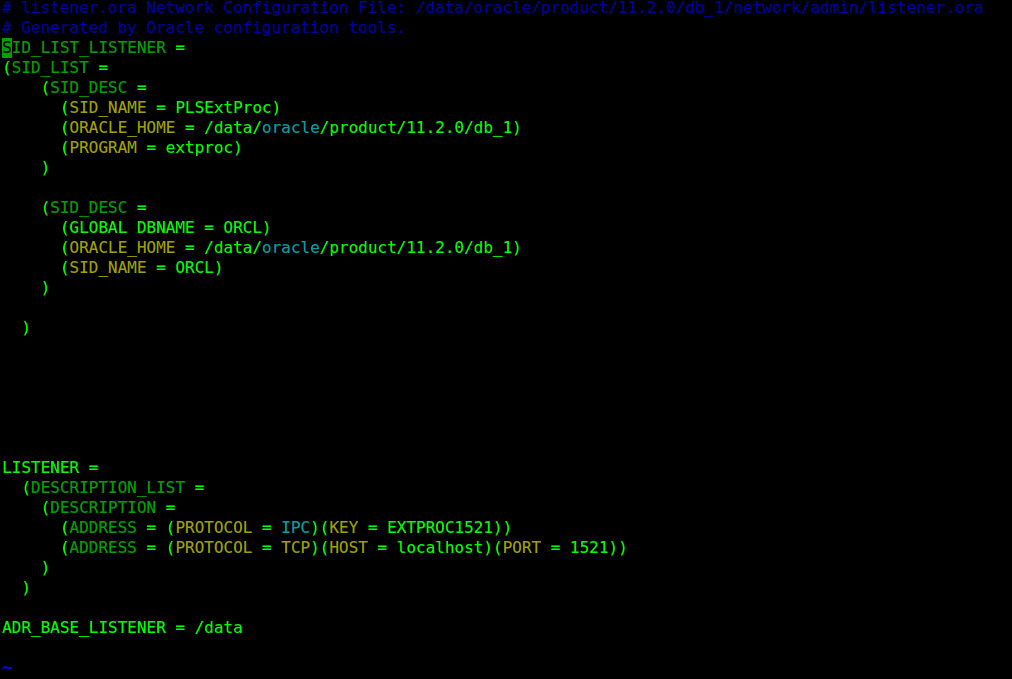 # listener.ora Network Configuration File: /data/oracle/product/11.2.0/db_1/network/admin/listener.ora
# Generated by Oracle configuration tools.
SID_LIST_LISTENER =
(SID_LIST =
    (SID_DESC =
      (SID_NAME = PLSExtProc)
      (ORACLE_HOME = /data/oracle/product/11.2.0/db_1)
      (PROGRAM = extproc)
    )
    (SID_DESC =
      (GLOBAL DBNAME = ORCL)
      (ORACLE_HOME = /data/oracle/product/11.2.0/db_1)
      (SID_NAME = ORCL)
    )
  )
LISTENER =
  (DESCRIPTION_LIST =
    (DESCRIPTION =
      (ADDRESS = (PROTOCOL = IPC)(KEY = EXTPROC1521))
      (ADDRESS = (PROTOCOL = TCP)(HOST = localhost)(PORT = 1521))
    )
  )
ADR_BASE_LISTENER = /data
~